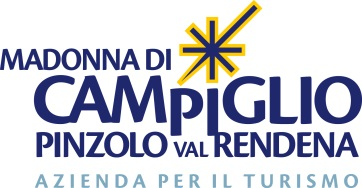 MADONNA DI
CAMPIGLIO
PINZOLO VAL RENDENA
AZIENDA PER IL TURISMO